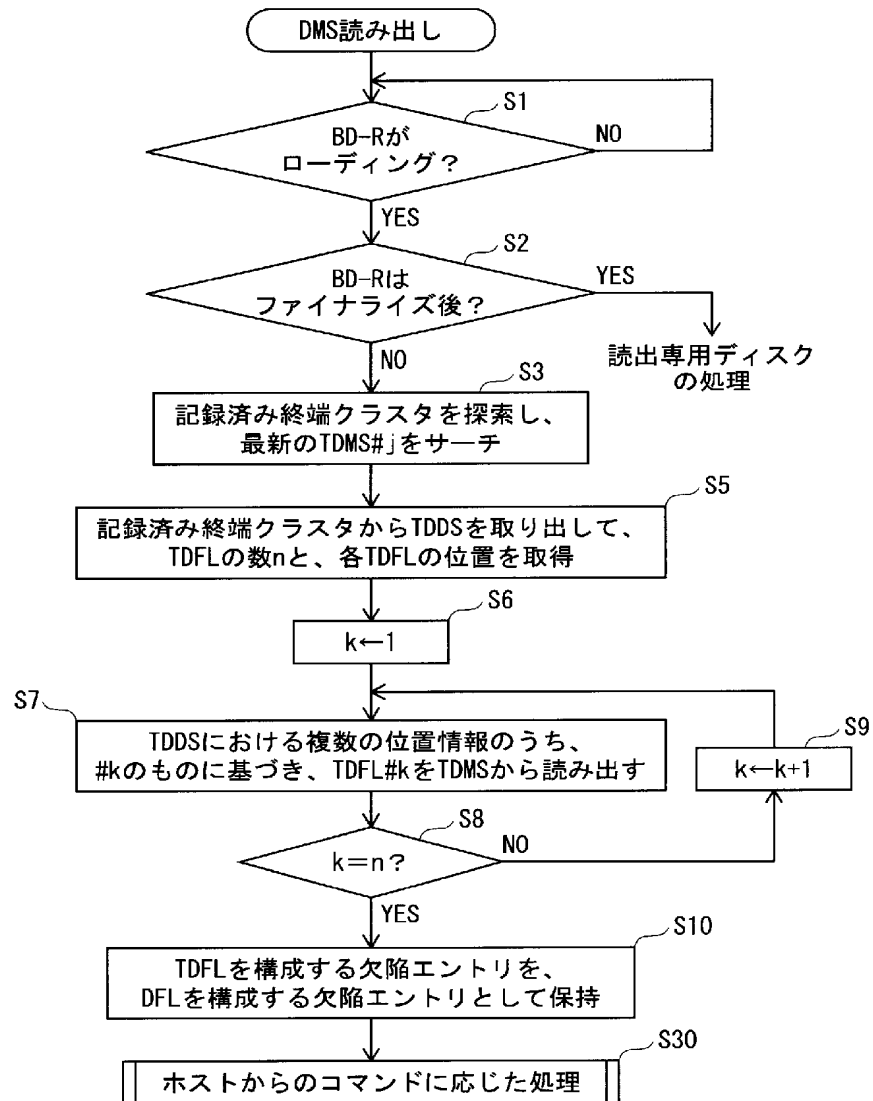 DMS読み出し
S1
BD-Rが
ローディング?
NO
YES
S2
BD-Rは
ファイナライズ後?
YES
NO
読出専用ディスク
の処理
S3
記録済み終端クラスタを探索し、
最新のTDMS#jをサーチ
S5
記録済み終端クラスタからTDDSを取り出して、
TDFLの数nと、各TDFLの位置を取得
S6
k←1
S7
TDDSにおける複数の位置情報のうち、
#kのものに基づき、TDFL#kをTDMSから読み出す
S9
k←k+1
S8
k=n?
NO
YES
S10
TDFLを構成する欠陥エントリを、
DFLを構成する欠陥エントリとして保持
S30
ホストからのコマンドに応じた処理